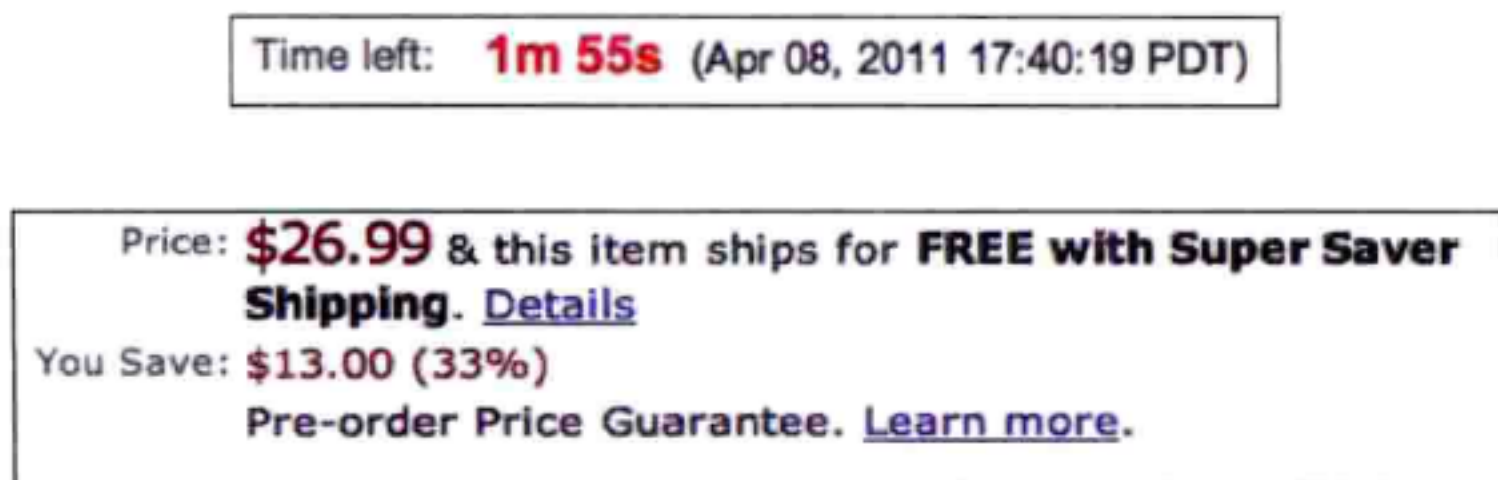 Time left: 1m 55s (Apr 08, 2011 17:40:19 PDT)
Price: $26.99 & this item ships for FREE with Super Saver
Shipping. Details
You Save: $13.00 (33%)
Pre-order Price Guarantee. Learn more.